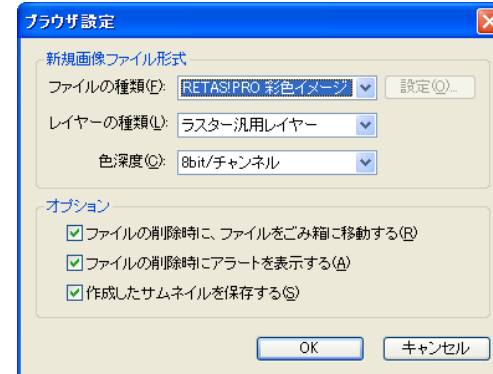 ブラウザ設定
新規画像ファイル形式
ファイルの種類(F): RETAS!PRO 彩色イメージ 設定(O)...
レイヤーの種類(L): ラスター汎用レイヤー
色深度(C): 8bit/チャンネル
オプション
ファイルの削除時に、ファイルをごみ箱に移動する(R)
ファイルの削除時にアラートを表示する(A)
作成したサムネイルを保存する(S)
OK キャンセル